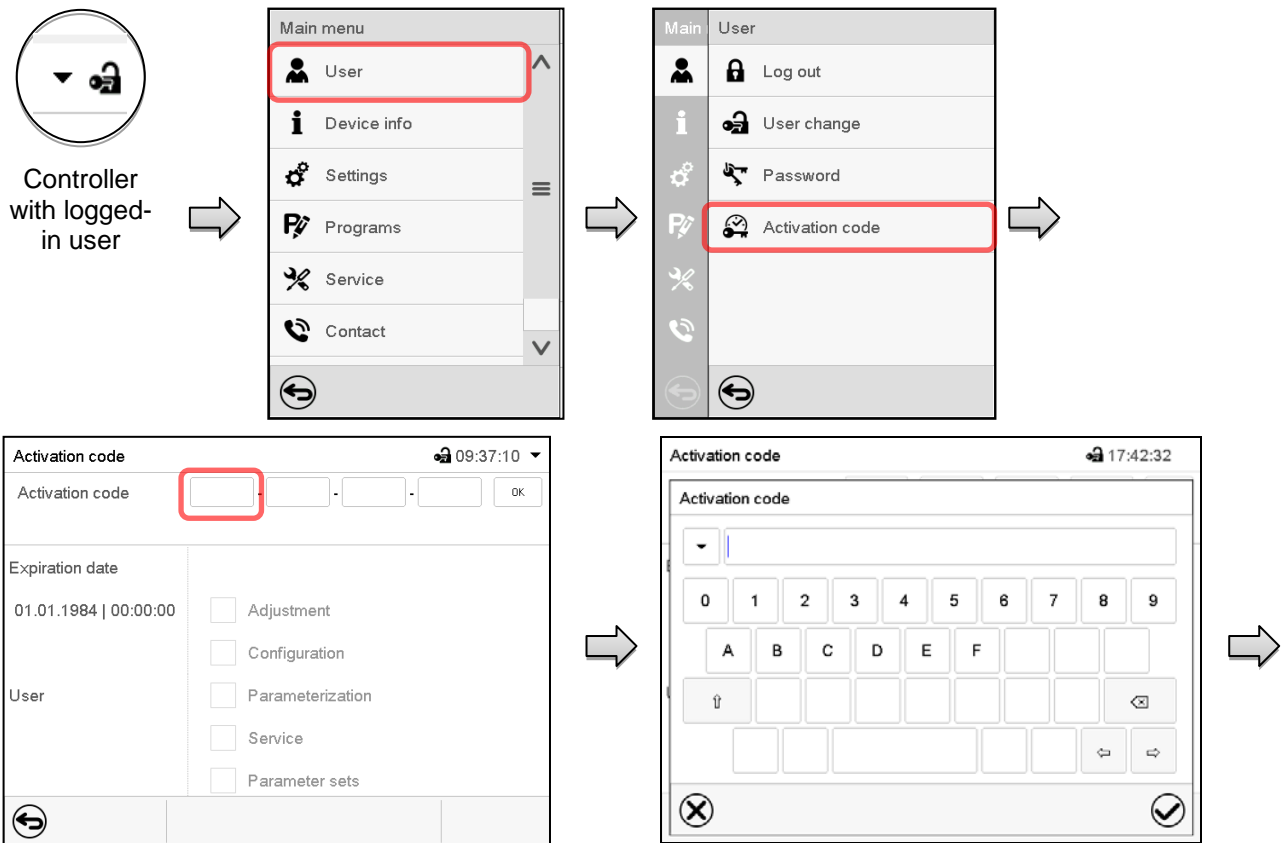 Controller
with logged-
in user
Main menu
User
Device info
Settings
Programs
Service
Contact
Main
User
Log out
User change
Password
Activation code
Activation code 09:37:10
Activation code - - - OK
Expiration date
01.01.1984 | 00:00:00
Adjustment
Configuration
User
Parameterization
Service
Parameter sets
Activation code 17:42:32
Activation code
0 1 2 3 4 5 6 7 8 9
A B C D E F